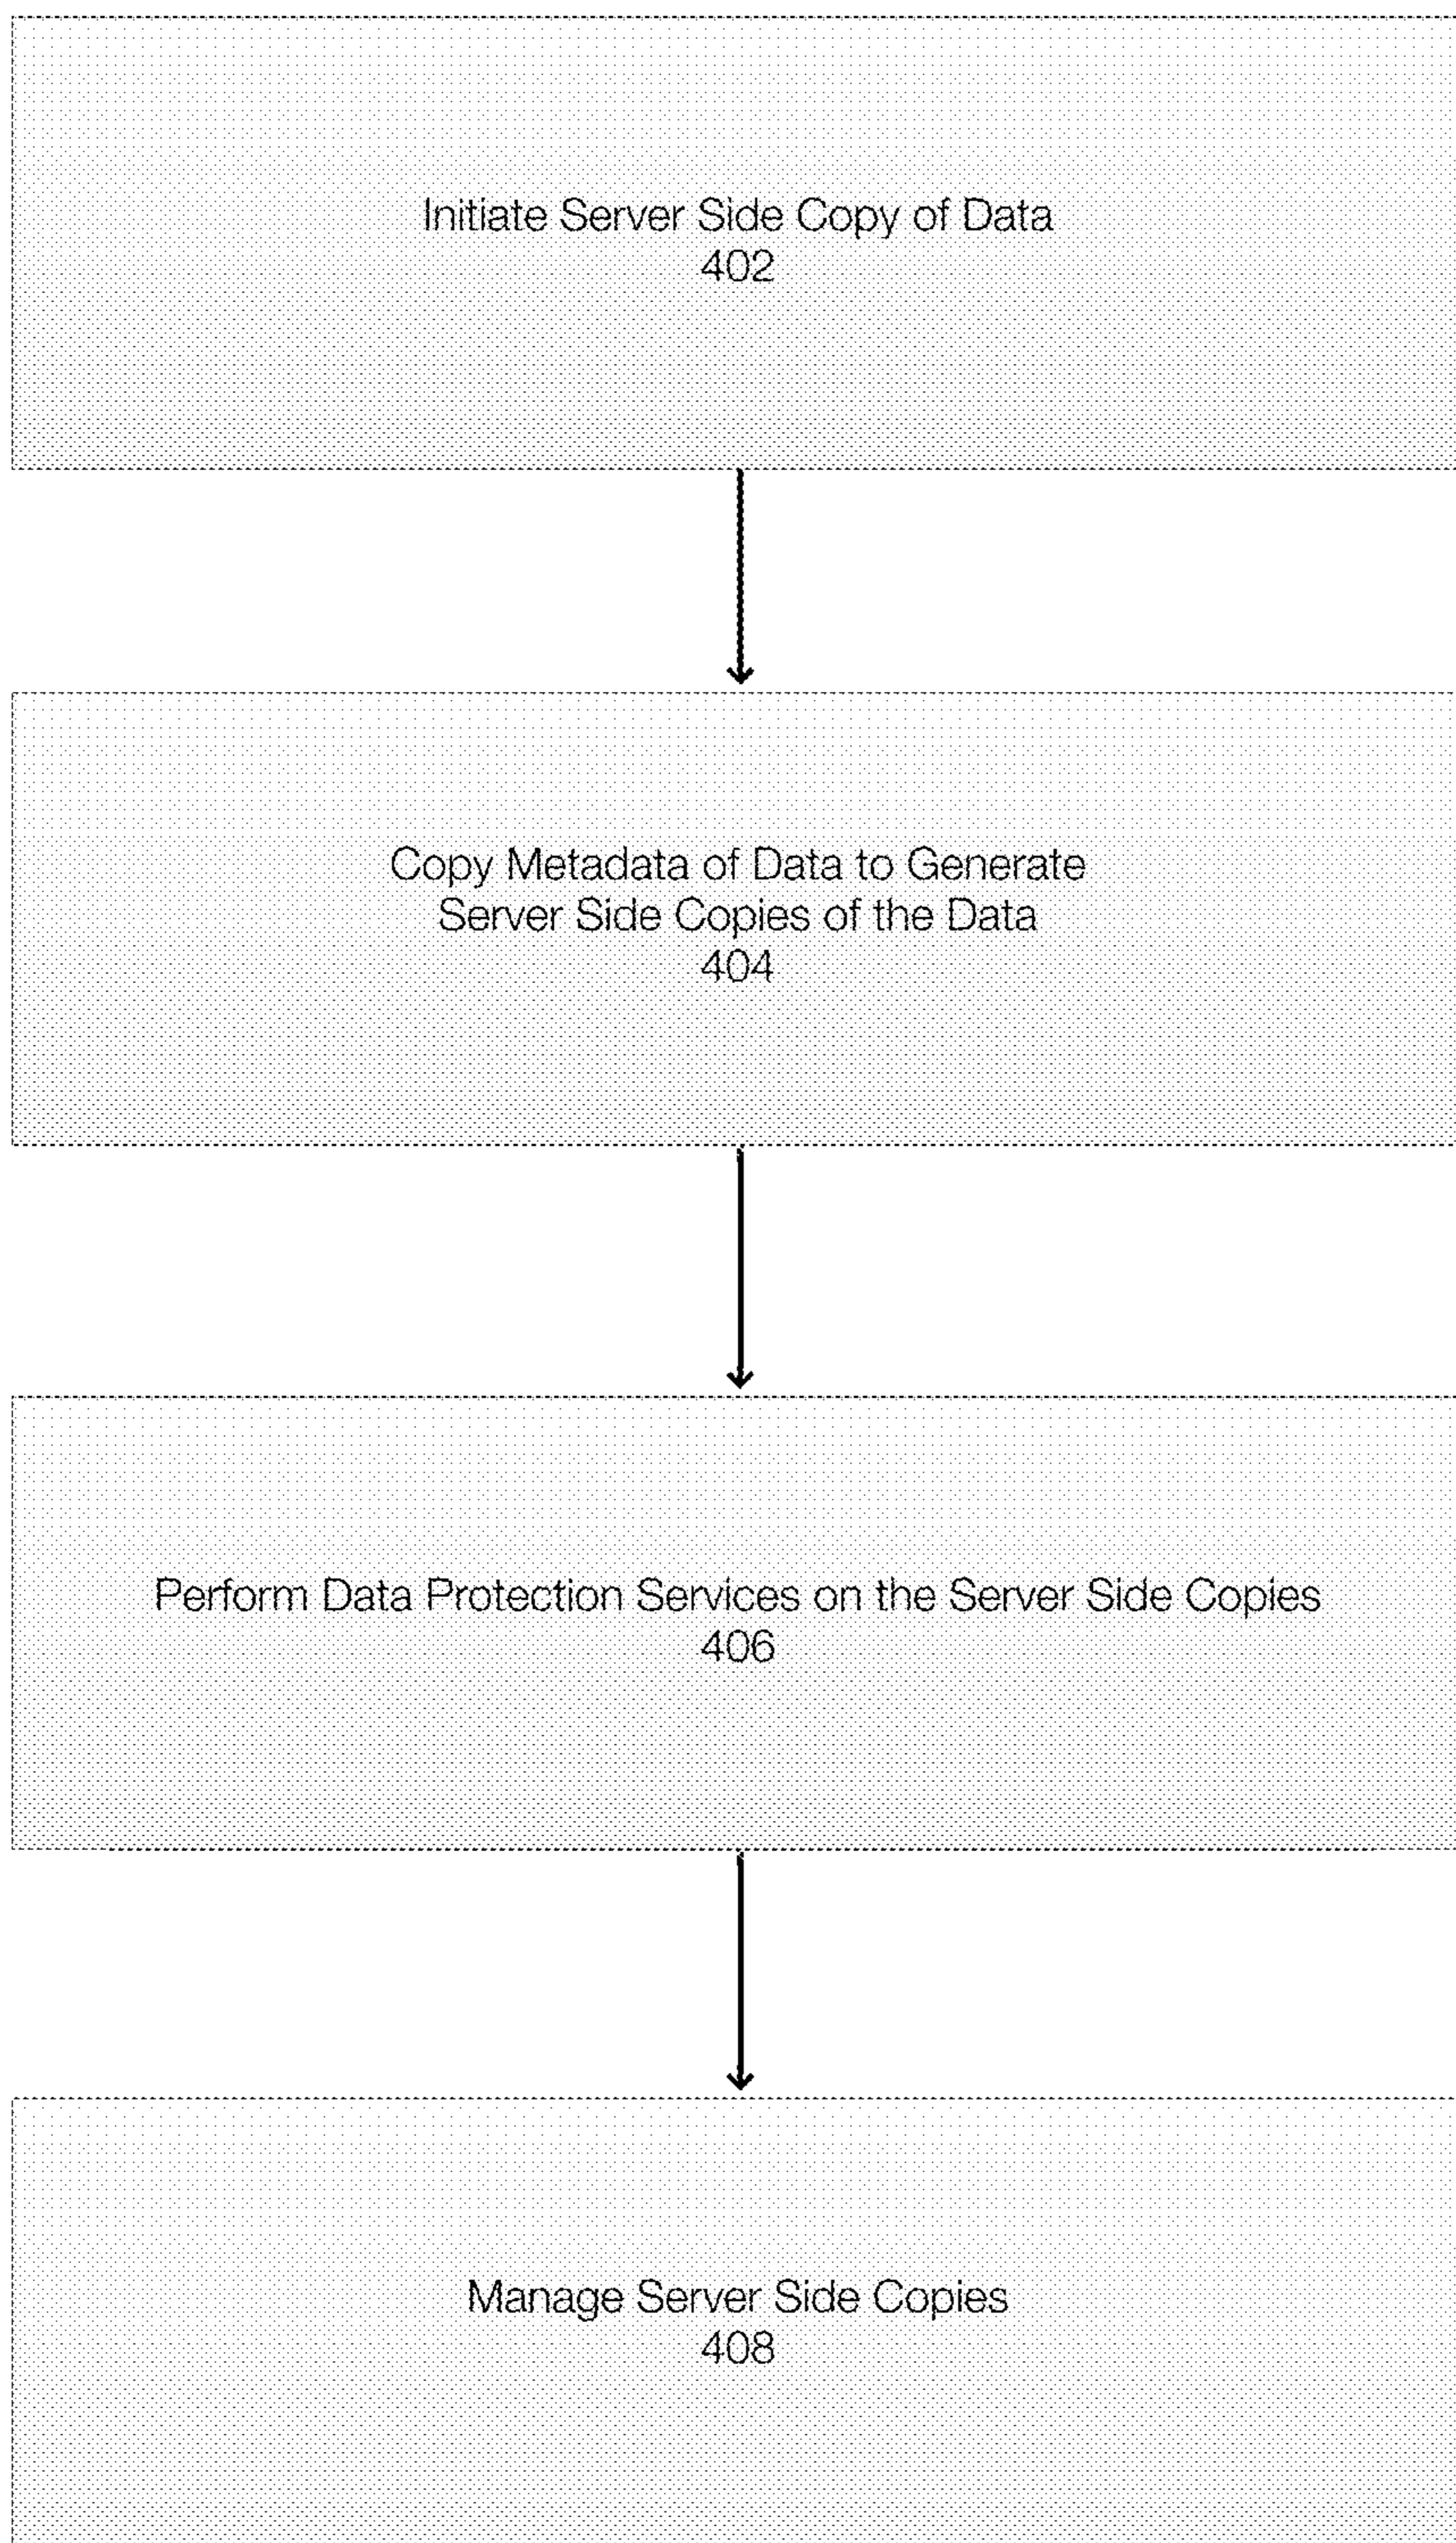 Initiate Server Side Copy of Data
402
Copy Metadata of Data to Generate
Server Side Copies of the Data
404
Perform Data Protection Services on the Server Side Copies
406
Manage Server Side Copies
408